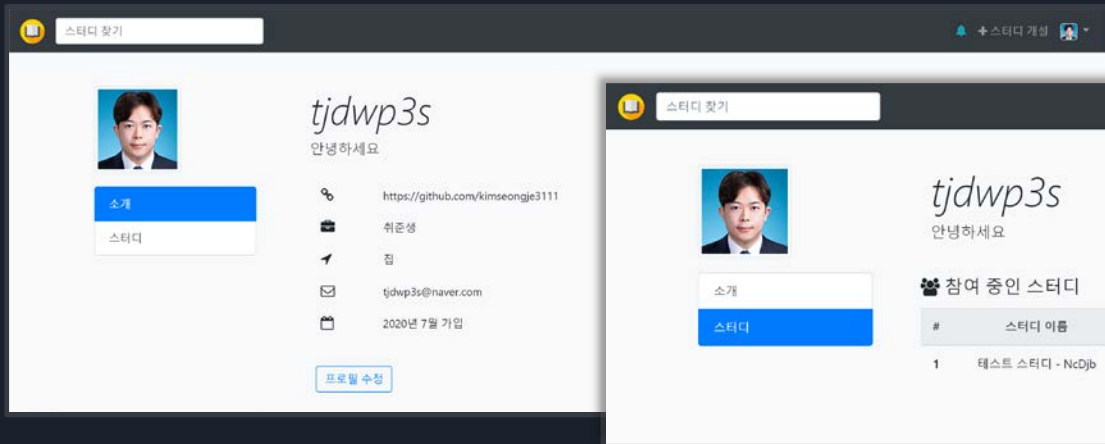 스터디 찾기
스터디 개설
tjdwp3s
안녕하세요
소개
스터디
https://github.com/kimseongje3111
취준생
집
tjdwp3s@naver.com
2020년 7월 가입
프로필 수정
스터디 찾기
tjdwp3s
안녕하세요
소개
스터디
참여 중인 스터디
# 스터디 이름
1 테스트 스터디 - NcDjb